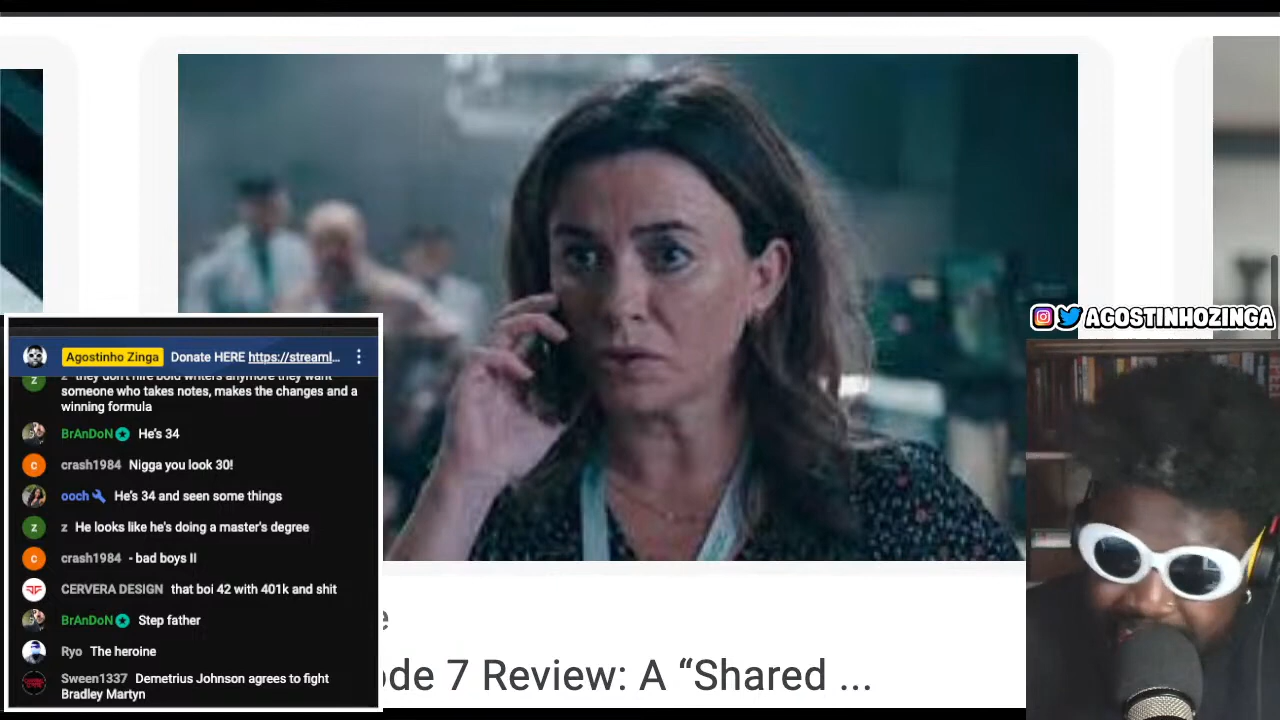 AGOSTINHOZINGA
Agostinho Zinga Donate HERE https://streaml...
z they don't hire bold writers anymore they want
someone who takes notes, makes the changes and a
winning formula
BrAnDoN He's 34
crash1984 Nigga you look 30!
ooch He's 34 and seen some things
z He looks like he's doing a master's degree
crash1984 - bad boys II
CERVERA DESIGN that boi 42 with 401k and shit
BrAnDoN Step father
Ryo The heroine
Sween1337 Demetrius Johnson agrees to fight
Bradley Martyn
e
ode 7 Review: A “Shared ...